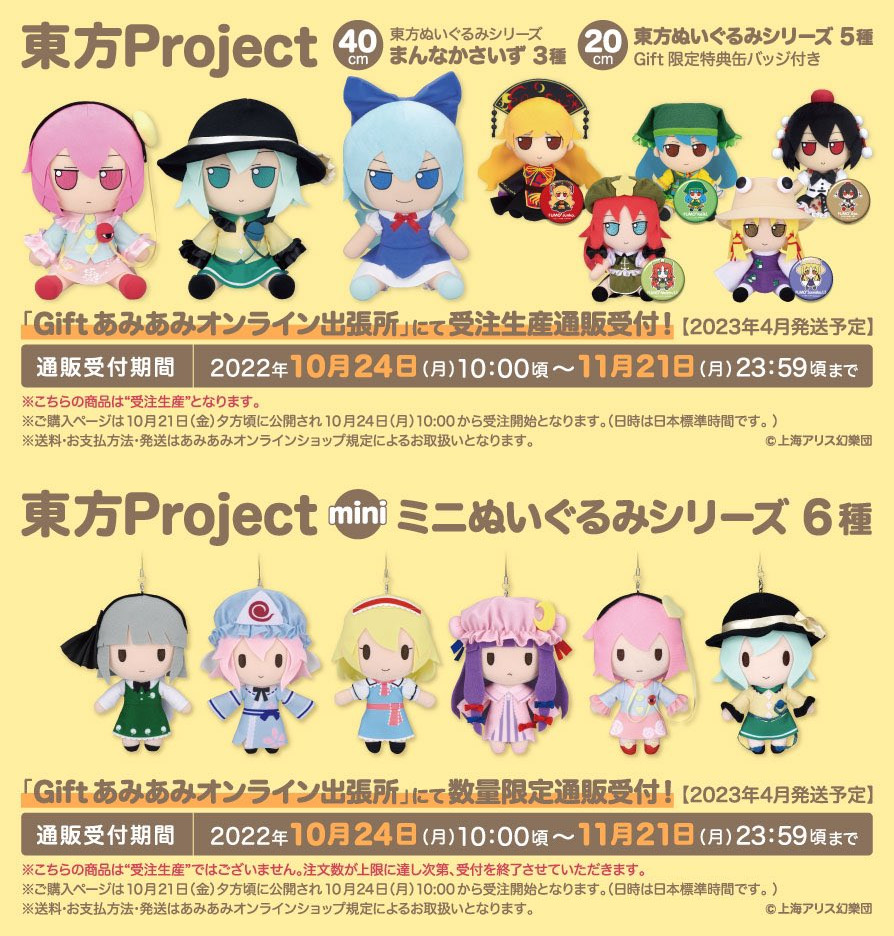 東方Project
40cm 東方ぬいぐるみシリーズ
まんなかさいず 3種
20cm 東方ぬいぐるみシリーズ 5種
Gift限定特典缶バッジ付き
「Giftあみあみオンライン出張所」にて受注生産通販受付!【2023年4月発送予定】
通販受付期間 2022年10月24日(月)10:00頃〜11月21日(月)23:59頃まで
※こちらの商品は“受注生産”となります。
※ご購入ページは10月21日(金)夕方頃に公開され10月24日(月)10:00から受注開始となります。(日時は日本標準時間です。)
※送料・お支払方法・発送はあみあみオンラインショップ規定によるお取扱いとなります。
©上海アリス幻樂団
東方Project mini ミニぬいぐるみシリーズ 6種
「Giftあみあみオンライン出張所」にて数量限定通販受付!【2023年4月発送予定】
通販受付期間 2022年10月24日(月)10:00頃〜11月21日(月)23:59頃まで
※こちらの商品は“受注生産”ではございません。注文数が上限に達し次第、受付を終了させていただきます。
※ご購入ページは10月21日(金)夕方頃に公開され10月24日(月)10:00から受注開始となります。(日時は日本標準時間です。)
※送料・お支払方法・発送はあみあみオンラインショップ規定によるお取扱いとなります。
©上海アリス幻樂団